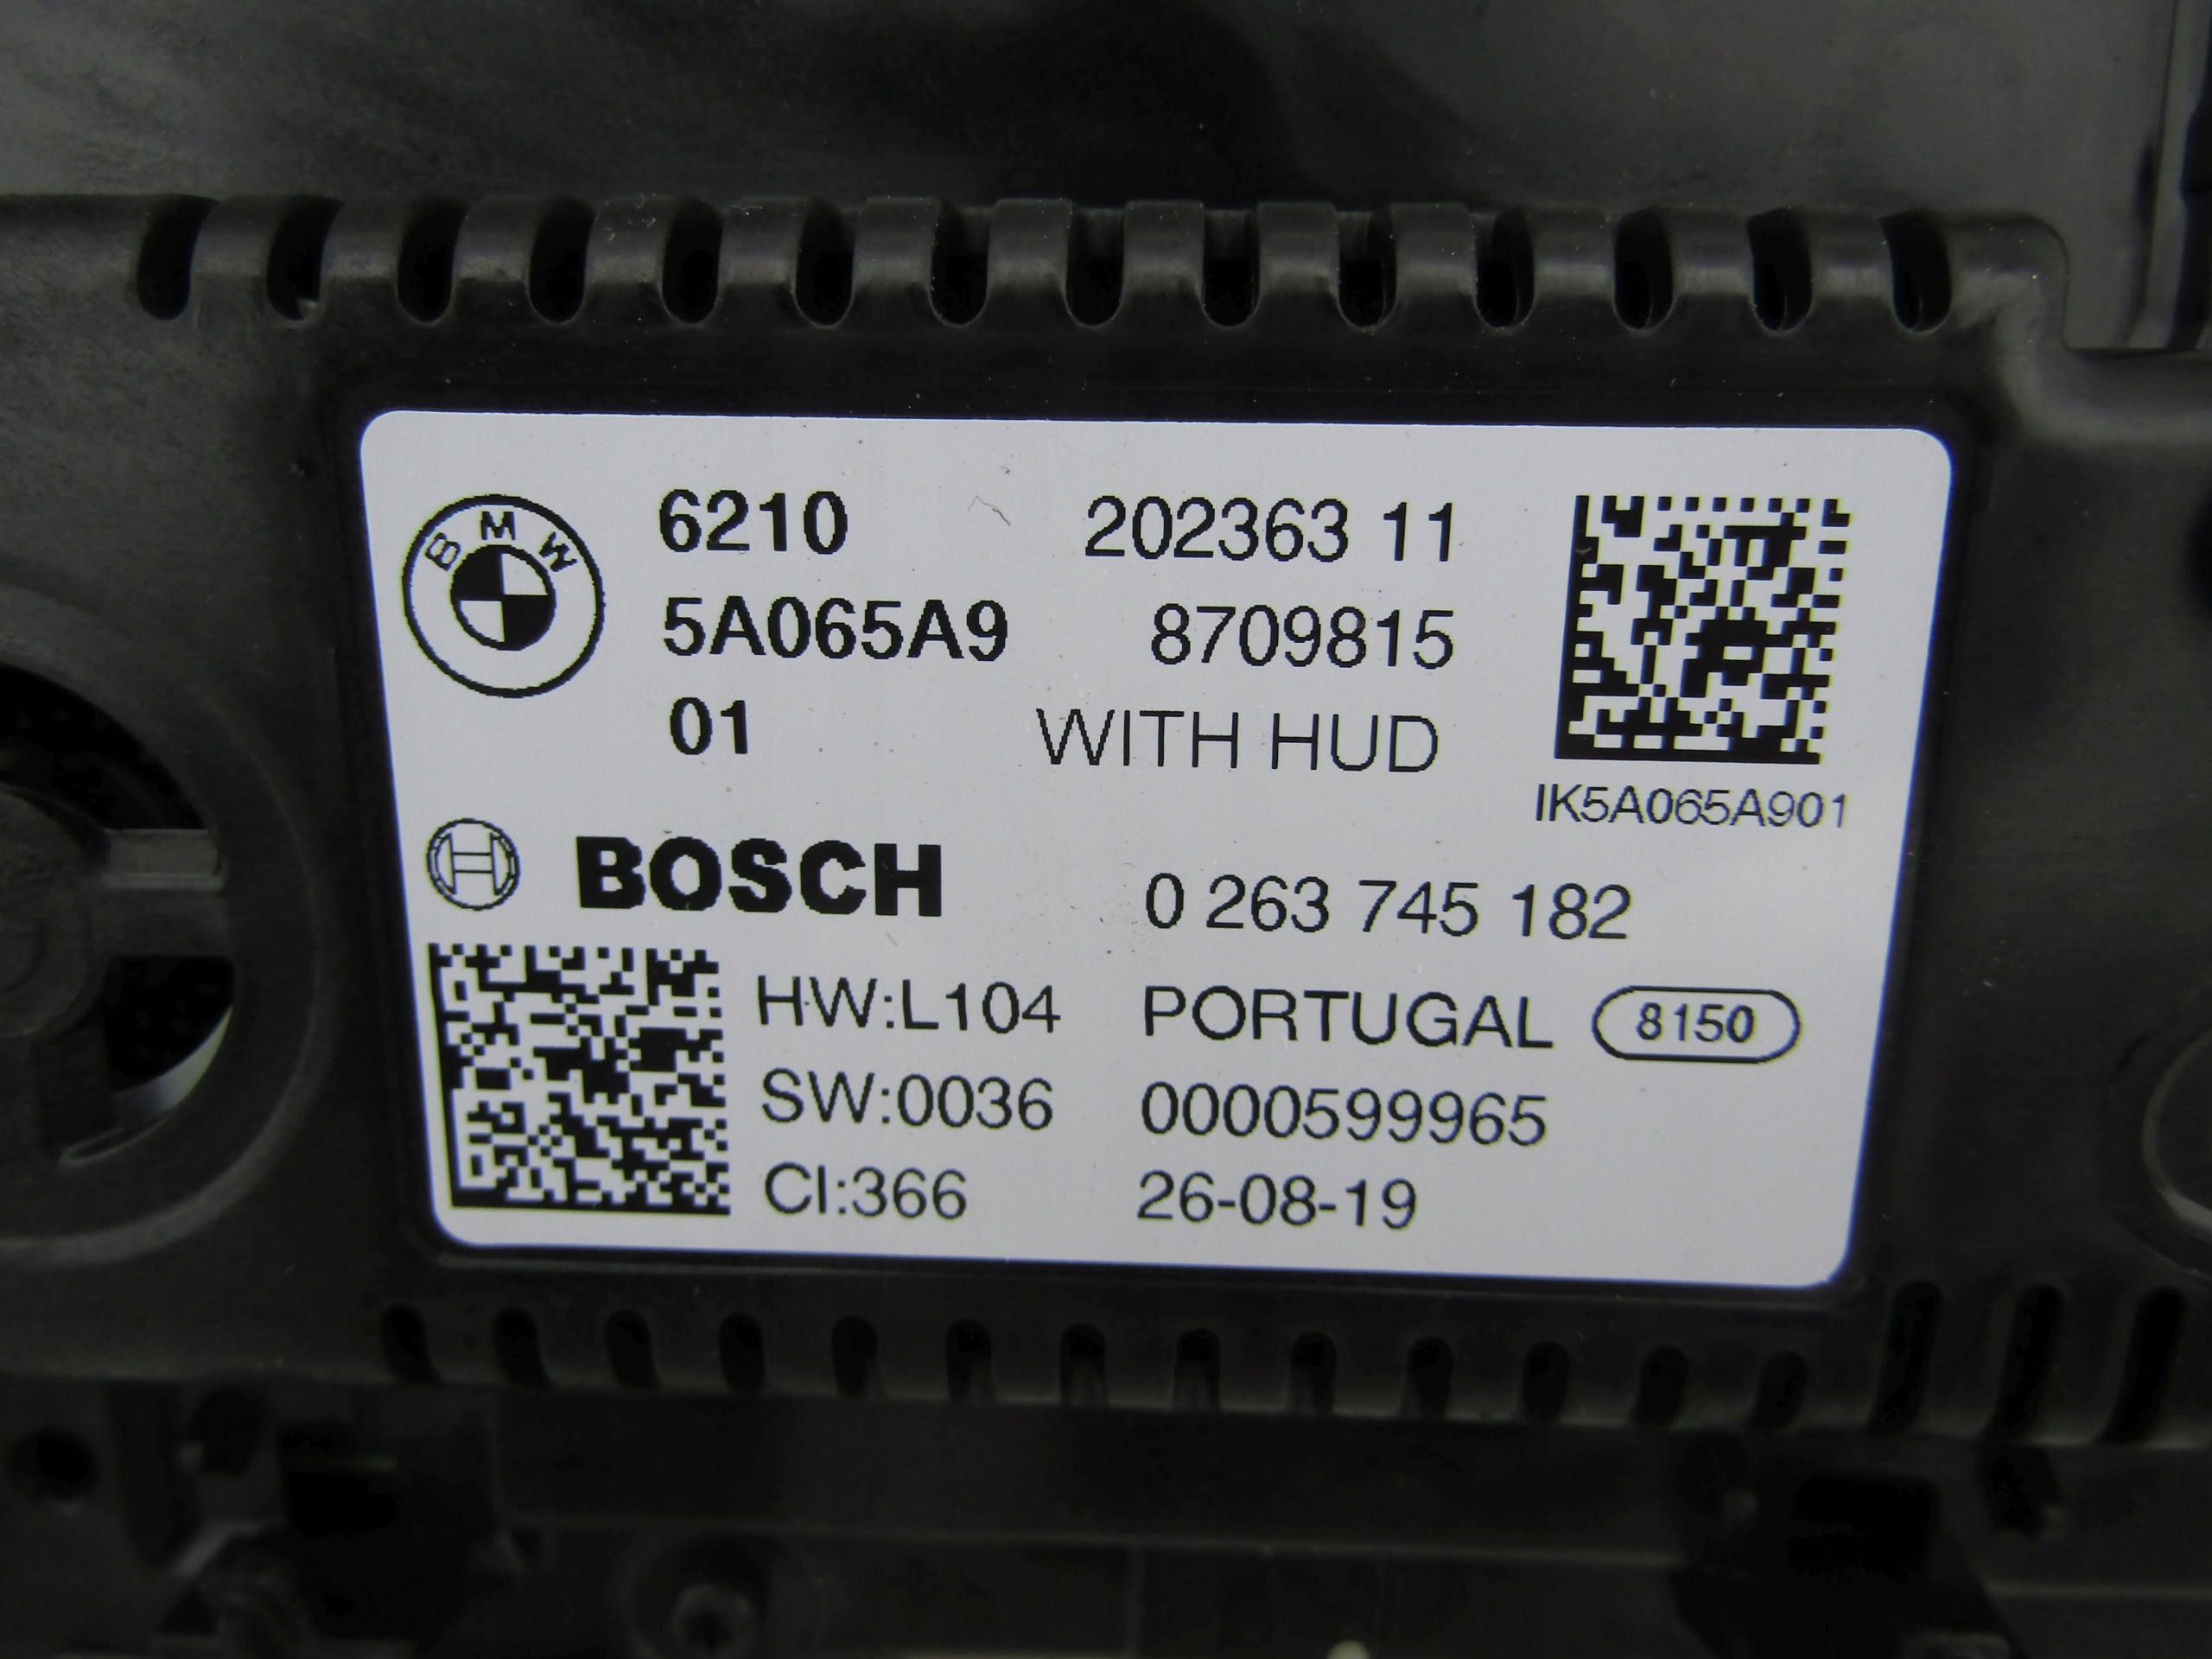 BMW
6210 202363 11
5A065A9 8709815
01 WITH HUD
IK5A065A901
BOSCH 0 263 745 182
HW:L104 PORTUGAL 8150
SW:0036 0000599965
CI:366 26-08-19